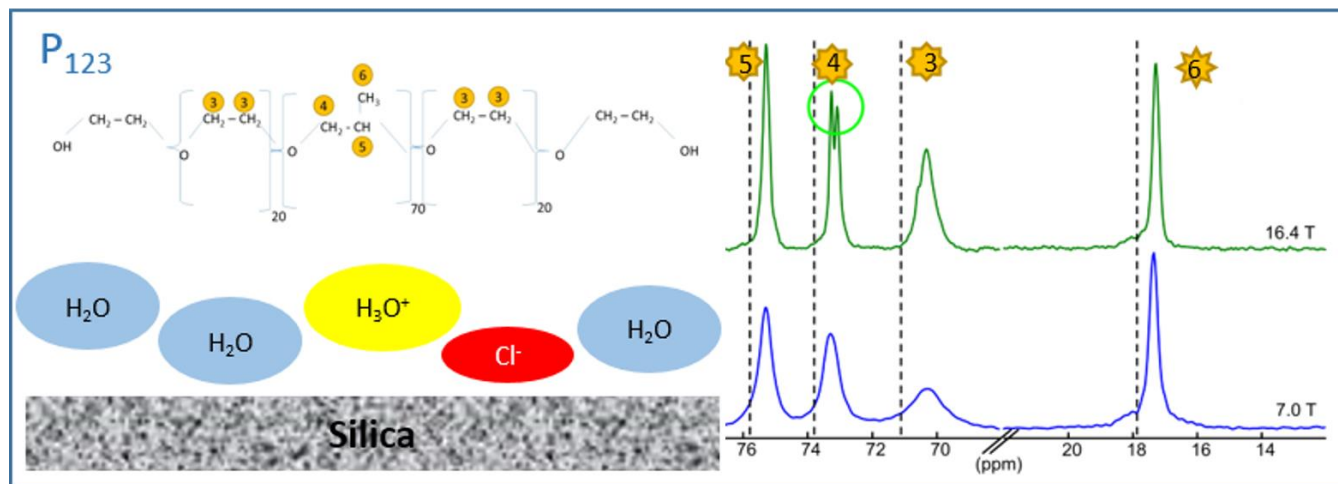 P₁₂₃
6
3 3 4 CH₃ 3 3
CH₂–CH₂ CH₂–CH₂ CH₂–CH CH₂–CH₂ CH₂–CH₂
OH O O 5 O O OH
20 70 20
H₂O H₂O H₃O⁺ Cl⁻ H₂O
Silica
5 4 3 6
16.4 T
7.0 T
76 74 72 70 20 18 16 14
(ppm)